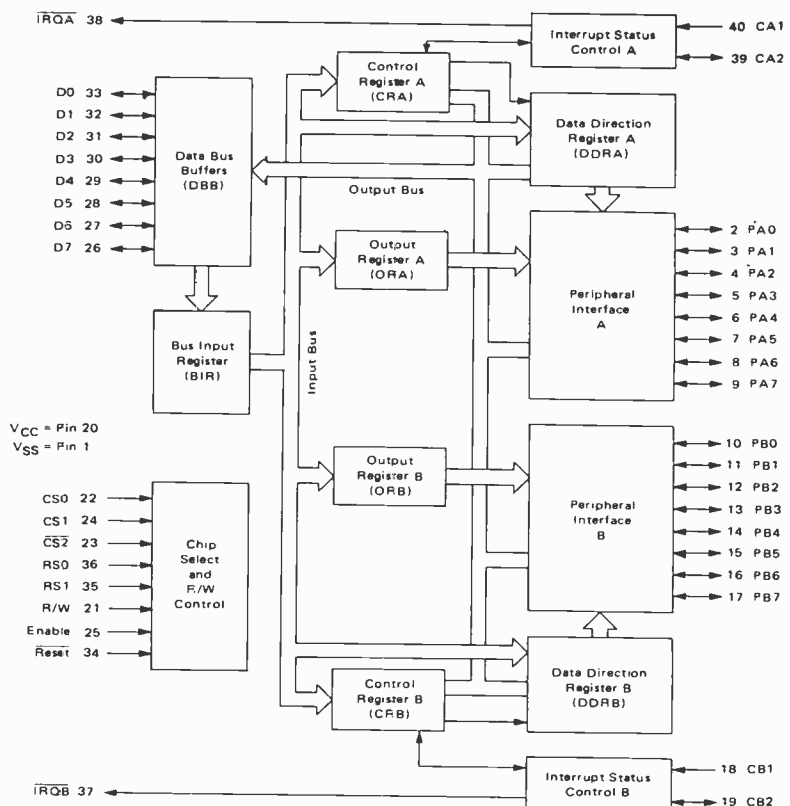 IRQA 38
Interrupt Status
Control A
40 CA1
39 CA2
Control
Register A
(CRA)
D0 33
D1 32
D2 31
D3 30
D4 29
D5 28
D6 27
D7 26
Data Bus
Buffers
(DBB)
Data Direction
Register A
(DDRA)
Output Bus
Output
Register A
(ORA)
Peripheral
Interface
A
2 PA0
3 PA1
4 PA2
5 PA3
6 PA4
7 PA5
8 PA6
9 PA7
Bus Input
Register
(BIR)
Input Bus
VCC = Pin 20
VSS = Pin 1
Output
Register B
(ORB)
Peripheral
Interface
B
10 PB0
11 PB1
12 PB2
13 PB3
14 PB4
15 PB5
16 PB6
17 PB7
CS0 22
CS1 24
CS2 23
RS0 36
RS1 35
R/W 21
Enable 25
Reset 34
Chip
Select
and
R/W
Control
Control
Register B
(CRB)
Data Direction
Register B
(DDRB)
IRQB 37
Interrupt Status
Control B
18 CB1
19 CB2